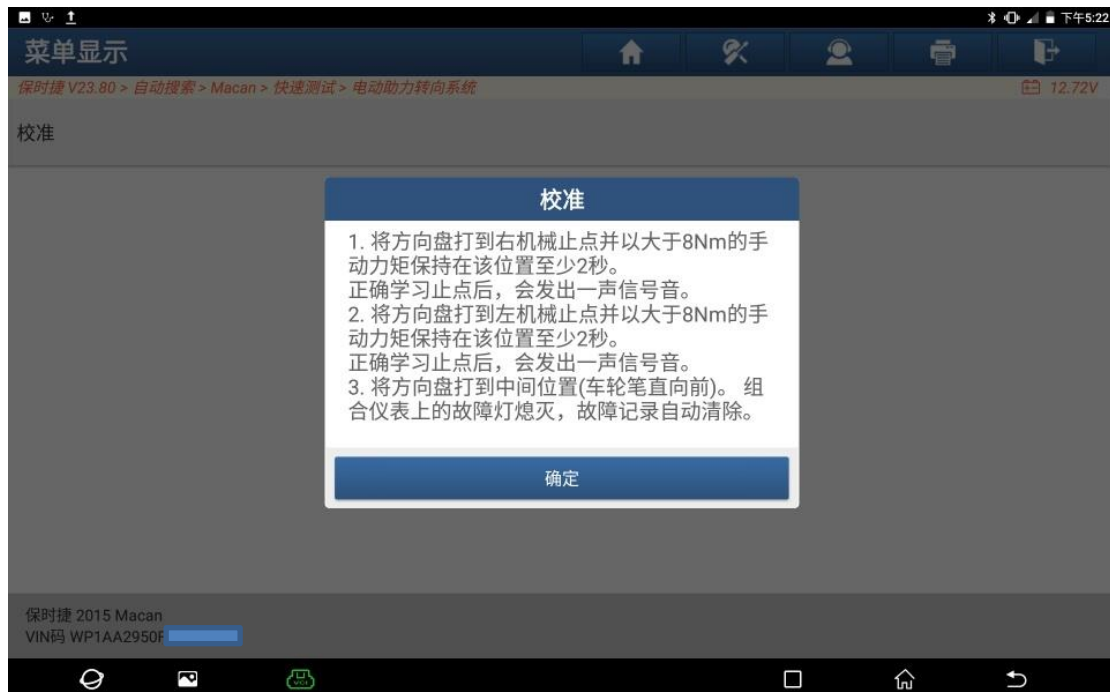 下午5:22
菜单显示
保时捷 V23.80 > 自动搜索 > Macan > 快速测试 > 电动助力转向系统
12.72V
校准
校准
1. 将方向盘打到右机械止点并以大于8Nm的手
动力矩保持在该位置至少2秒。
正确学习止点后，会发出一声信号音。
2. 将方向盘打到左机械止点并以大于8Nm的手
动力矩保持在该位置至少2秒。
正确学习止点后，会发出一声信号音。
3. 将方向盘打到中间位置(车轮笔直向前)。 组
合仪表上的故障灯熄灭，故障记录自动清除。
确定
保时捷 2015 Macan
VIN码 WP1AA2950F
VCI